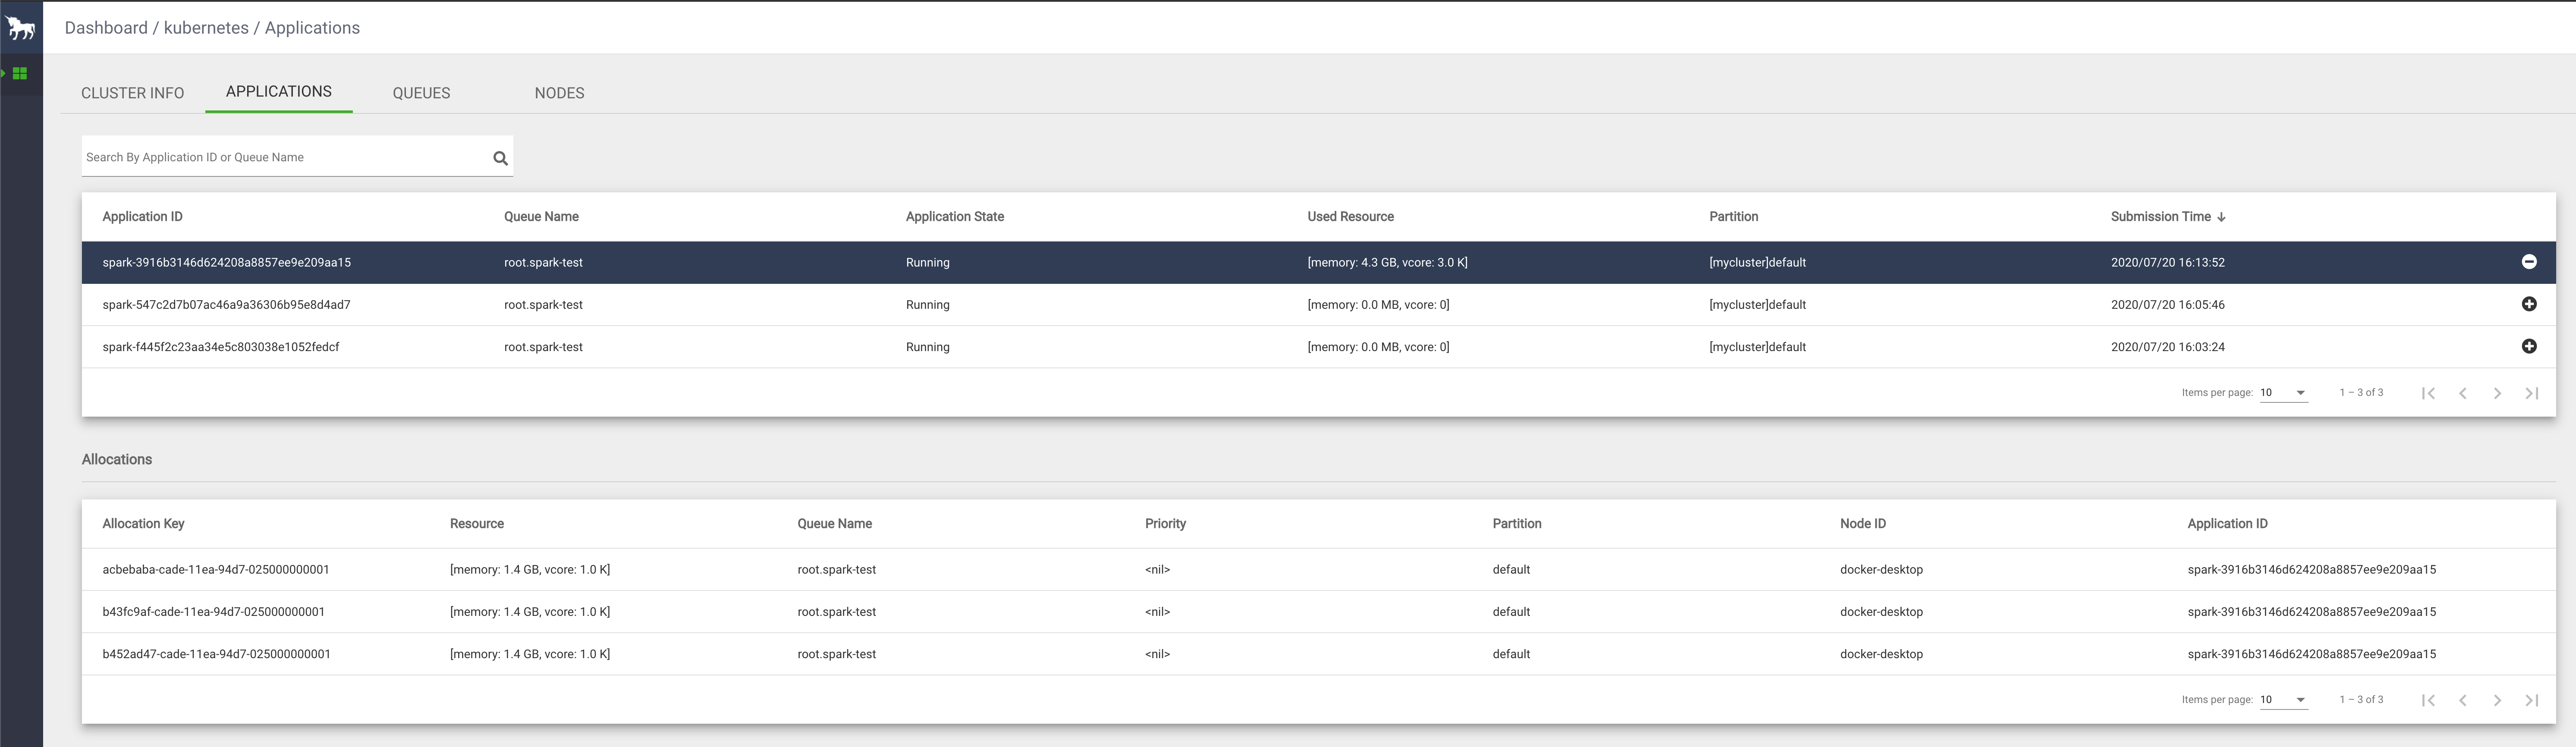 Dashboard / kubernetes / Applications
CLUSTER INFO APPLICATIONS QUEUES NODES
Search By Application ID or Queue Name
Application ID Queue Name Application State Used Resource Partition Submission Time
spark-3916b3146d624208a8857ee9e209aa15 root.spark-test Running [memory: 4.3 GB, vcore: 3.0 K] [mycluster]default 2020/07/20 16:13:52
spark-547c2d7b07ac46a9a36306b95e8d4ad7 root.spark-test Running [memory: 0.0 MB, vcore: 0] [mycluster]default 2020/07/20 16:05:46
spark-f445f2c23aa34e5c803038e1052fedcf root.spark-test Running [memory: 0.0 MB, vcore: 0] [mycluster]default 2020/07/20 16:03:24
Items per page: 10 1 – 3 of 3
Allocations
Allocation Key Resource Queue Name Priority Partition Node ID Application ID
acbebaba-cade-11ea-94d7-025000000001 [memory: 1.4 GB, vcore: 1.0 K] root.spark-test <nil> default docker-desktop spark-3916b3146d624208a8857ee9e209aa15
b43fc9af-cade-11ea-94d7-025000000001 [memory: 1.4 GB, vcore: 1.0 K] root.spark-test <nil> default docker-desktop spark-3916b3146d624208a8857ee9e209aa15
b452ad47-cade-11ea-94d7-025000000001 [memory: 1.4 GB, vcore: 1.0 K] root.spark-test <nil> default docker-desktop spark-3916b3146d624208a8857ee9e209aa15
Items per page: 10 1 – 3 of 3